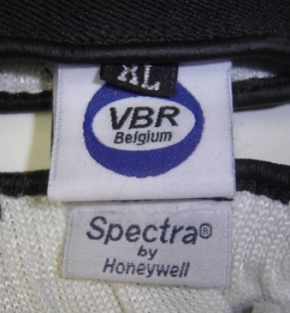 XL
VBR
Belgium
Spectra®
by
Honeywell